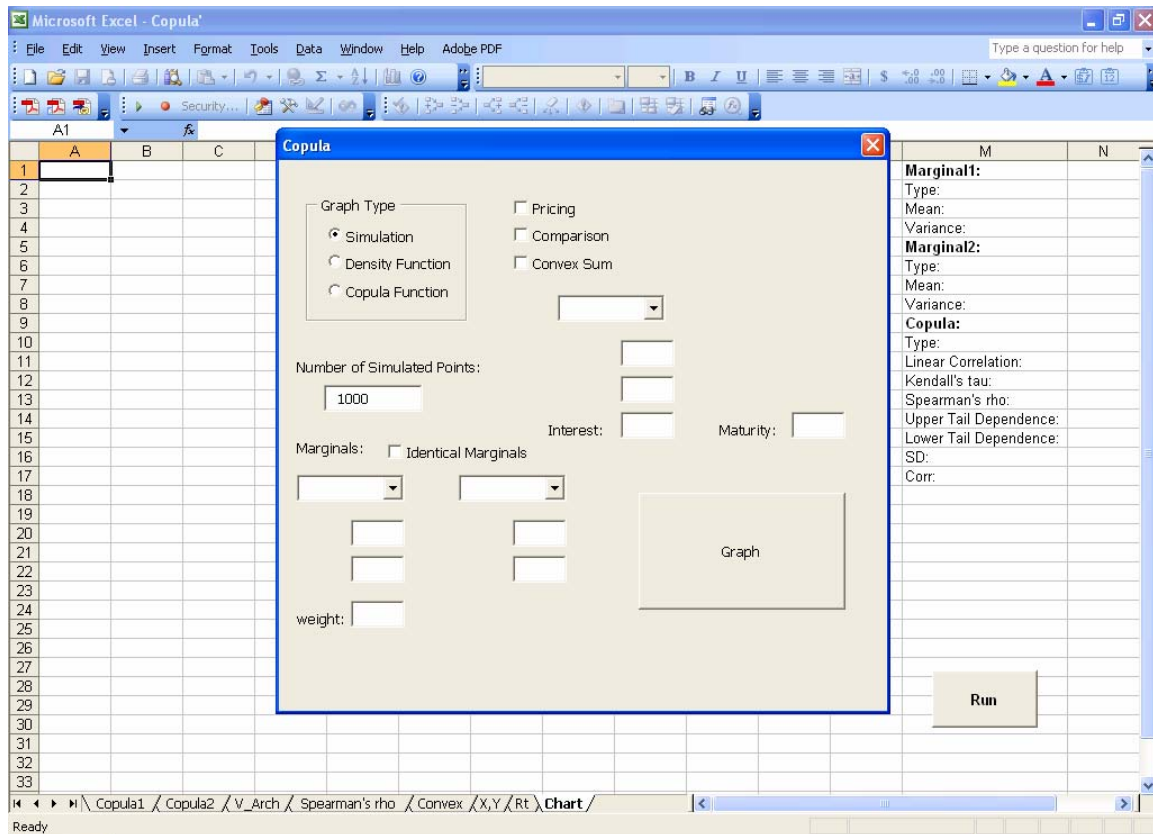 Microsoft Excel - Copula'
File Edit View Insert Format Tools Data Window Help Adobe PDF
Type a question for help
Security...
A1
fx
A B C M N
Copula
Graph Type
Simulation
Density Function
Copula Function
Pricing
Comparison
Convex Sum
Number of Simulated Points:
1000
Interest:
Maturity:
Marginals:
Identical Marginals
Graph
weight:
1 Marginal1:
2 Type:
3 Mean:
4 Variance:
5 Marginal2:
6 Type:
7 Mean:
8 Variance:
9 Copula:
10 Type:
11 Linear Correlation:
12 Kendall's tau:
13 Spearman's rho:
14 Upper Tail Dependence:
15 Lower Tail Dependence:
16 SD:
17 Corr:
18
19
20
21
22
23
24
25
26
27
28
29
30
31
32
33
Run
Copula1 / Copula2 / V_Arch / Spearman's rho / Convex / X,Y / Rt \ Chart /
Ready